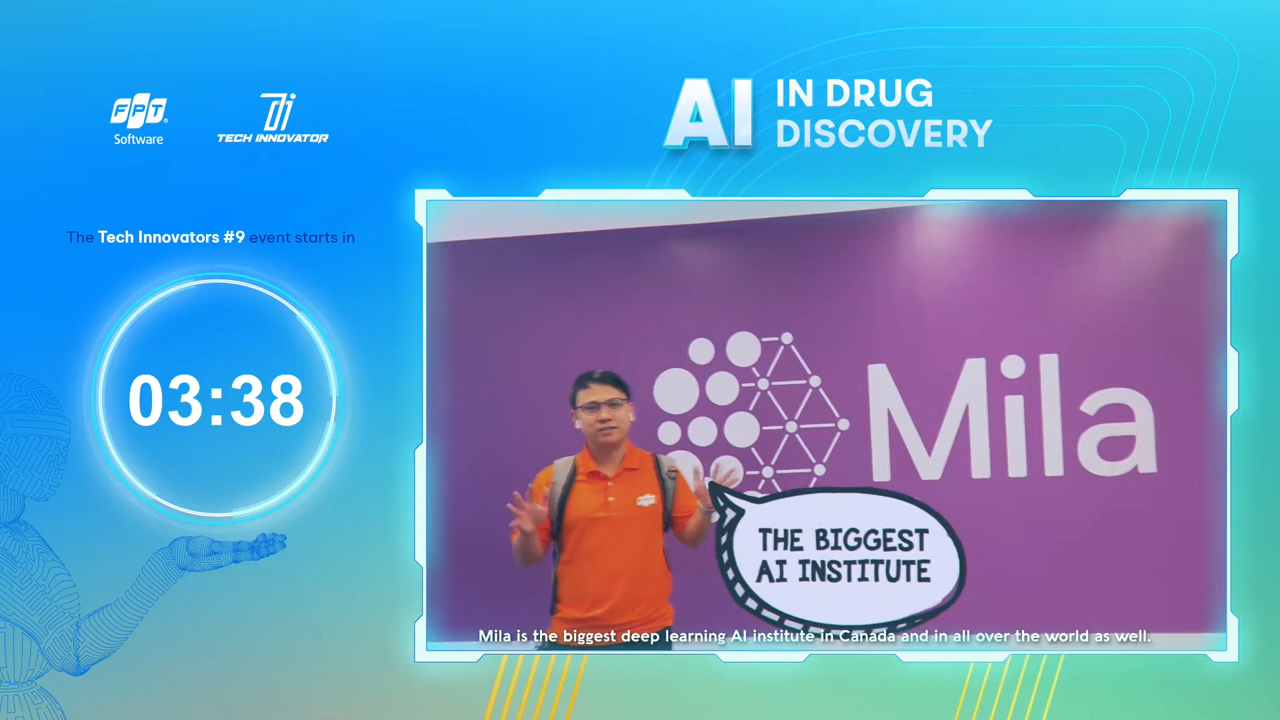 FPT
Software
TECH INNOVATOR
AI IN DRUG
DISCOVERY
The Tech Innovators #9 event starts in
03:38
Mila
THE BIGGEST
AI INSTITUTE
Mila is the biggest deep learning AI institute in Canada and in all over the world as well.